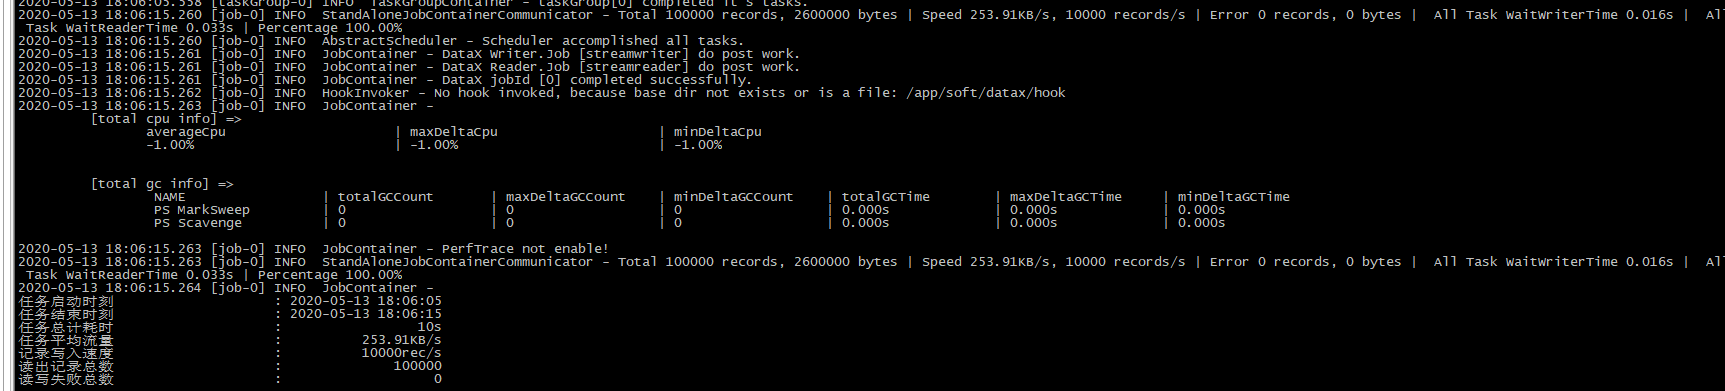 2020-05-13 18:06:05.558 [taskGroup-0] INFO  TaskGroupContainer - taskGroup[0] completed it's tasks.
2020-05-13 18:06:15.260 [job-0] INFO  StandAloneJobContainerCommunicator - Total 100000 records, 2600000 bytes | Speed 253.91KB/s, 10000 records/s | Error 0 records, 0 bytes |  All Task WaitWriterTime 0.016s |  Al
 Task WaitReaderTime 0.033s | Percentage 100.00%
2020-05-13 18:06:15.260 [job-0] INFO  AbstractScheduler - Scheduler accomplished all tasks.
2020-05-13 18:06:15.261 [job-0] INFO  JobContainer - DataX Writer.Job [streamwriter] do post work.
2020-05-13 18:06:15.261 [job-0] INFO  JobContainer - DataX Reader.Job [streamreader] do post work.
2020-05-13 18:06:15.261 [job-0] INFO  JobContainer - DataX jobId [0] completed successfully.
2020-05-13 18:06:15.262 [job-0] INFO  HookInvoker - No hook invoked, because base dir not exists or is a file: /app/soft/datax/hook
2020-05-13 18:06:15.263 [job-0] INFO  JobContainer -
[total cpu info] =>
averageCpu | maxDeltaCpu | minDeltaCpu
-1.00% | -1.00% | -1.00%
[total gc info] =>
NAME | totalGCCount | maxDeltaGCCount | minDeltaGCCount | totalGCTime | maxDeltaGCTime | minDeltaGCTime
PS MarkSweep | 0 | 0 | 0 | 0.000s | 0.000s | 0.000s
PS Scavenge | 0 | 0 | 0 | 0.000s | 0.000s | 0.000s
2020-05-13 18:06:15.263 [job-0] INFO  JobContainer - PerfTrace not enable!
2020-05-13 18:06:15.263 [job-0] INFO  StandAloneJobContainerCommunicator - Total 100000 records, 2600000 bytes | Speed 253.91KB/s, 10000 records/s | Error 0 records, 0 bytes |  All Task WaitWriterTime 0.016s |  Al
 Task WaitReaderTime 0.033s | Percentage 100.00%
2020-05-13 18:06:15.264 [job-0] INFO  JobContainer -
任务启动时刻 : 2020-05-13 18:06:05
任务结束时刻 : 2020-05-13 18:06:15
任务总计耗时 : 10s
任务平均流量 : 253.91KB/s
记录写入速度 : 10000rec/s
读出记录总数 : 100000
读写失败总数 : 0